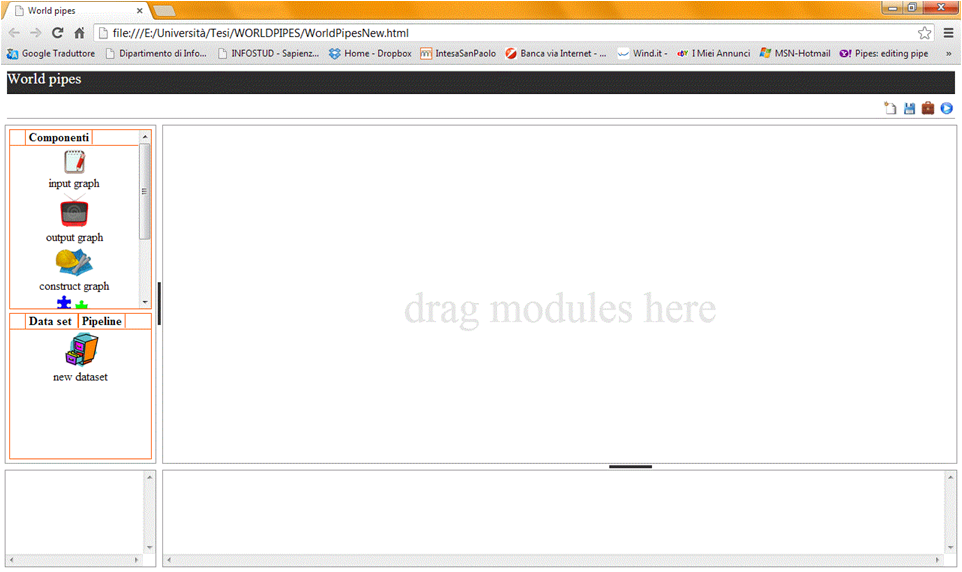 World pipes
file:///E:/Università/Tesi/WORLDPIPES/WorldPipesNew.html
Google Traduttore Dipartimento di Info... INFOSTUD - Sapienz... Home - Dropbox IntesaSanPaolo Banca via Internet - ... Wind.it - I Miei Annunci MSN-Hotmail Pipes: editing pipe »
World pipes
Componenti
input graph
output graph
construct graph
Data set Pipeline
new dataset
drag modules here